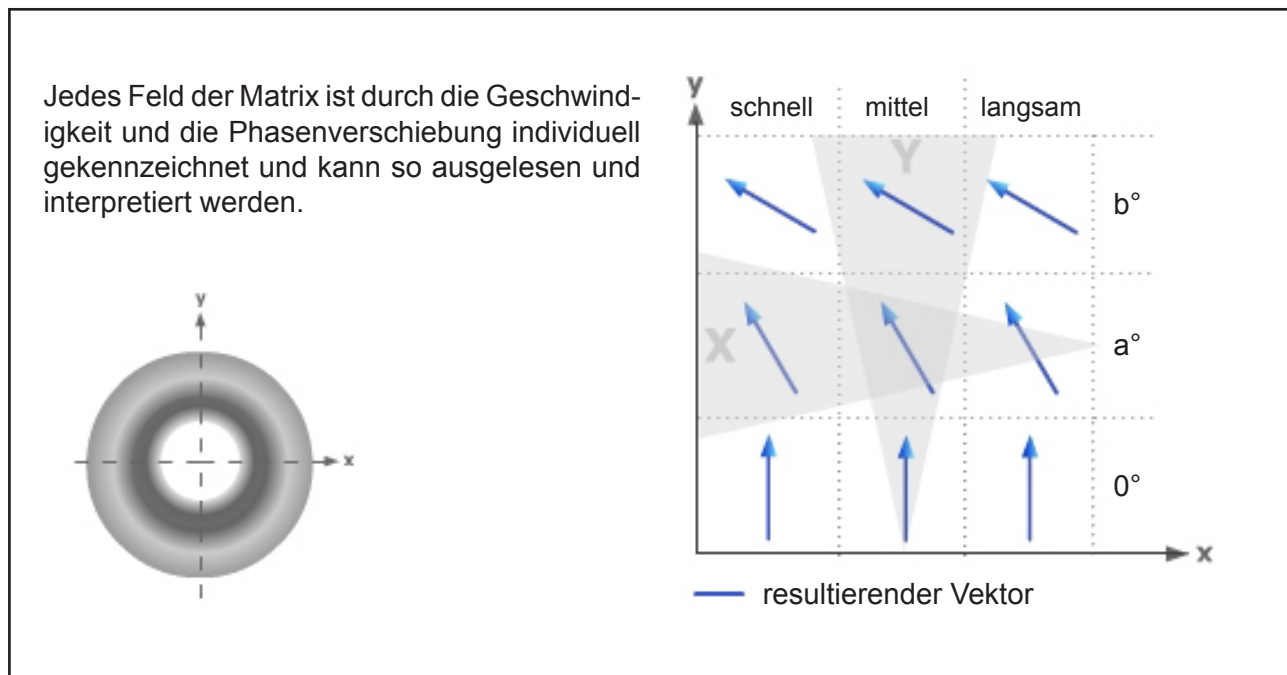 Jedes Feld der Matrix ist durch die Geschwind-
igkeit und die Phasenverschiebung individuell
gekennzeichnet und kann so ausgelesen und
interpretiert werden.
y
x
y
schnell mittel langsam
Y
b°
X
a°
0°
x
resultierender Vektor